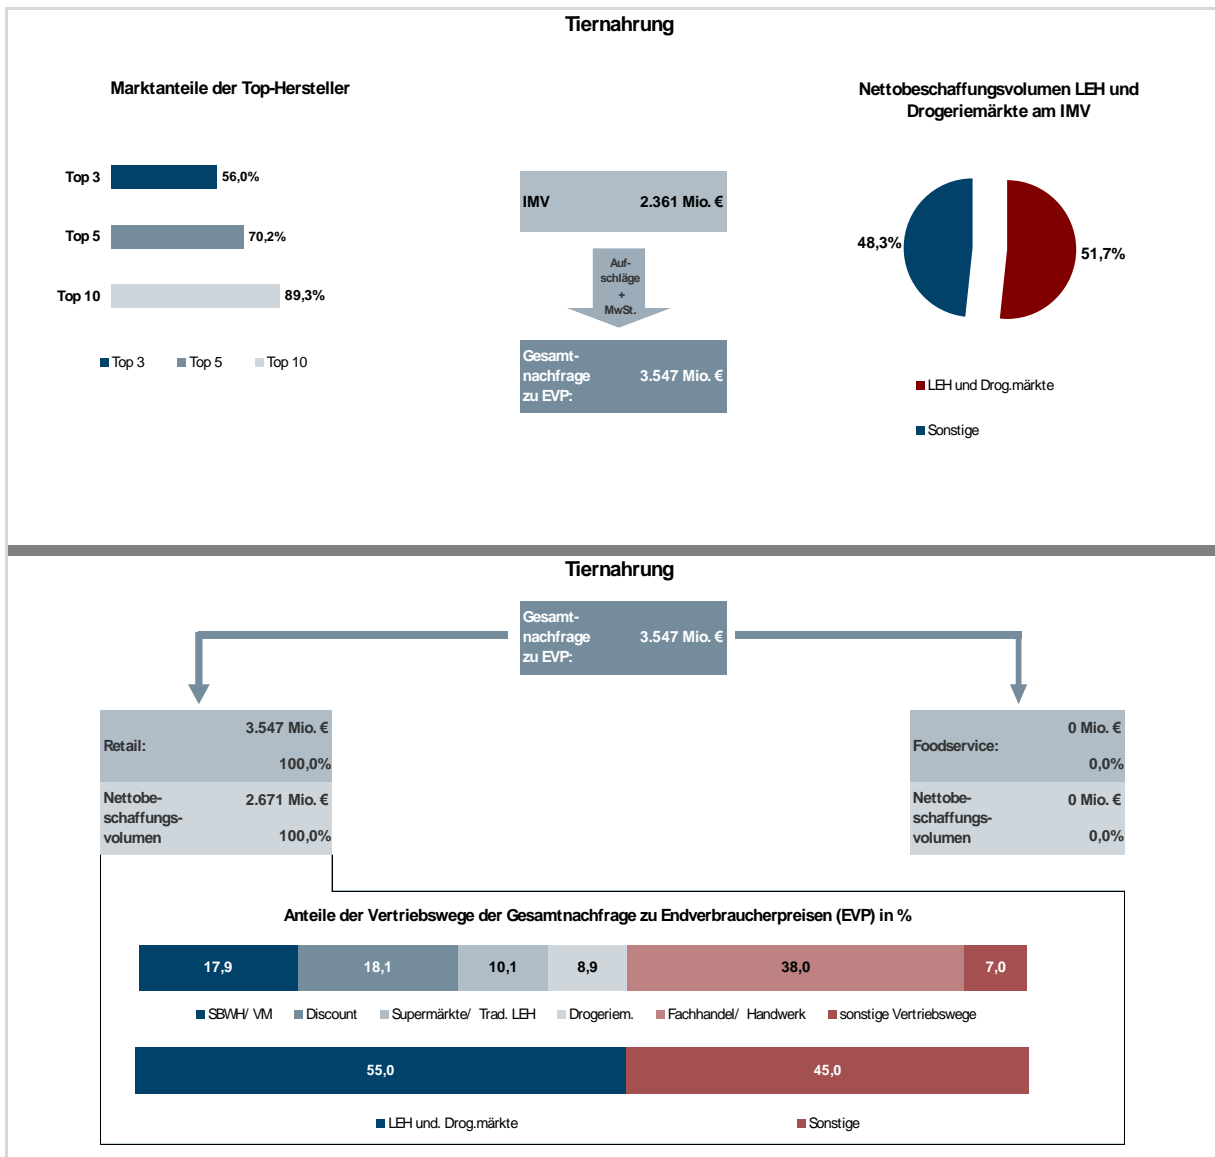 Tiernahrung
Marktanteile der Top-Hersteller
Top 3
56,0%
Top 5
70,2%
Top 10
89,3%
Top 3
Top 5
Top 10
IMV
2.361 Mio. €
Auf-
schläge
+
MwSt.
Gesamt-
nachfrage
zu EVP:
3.547 Mio. €
Nettobeschaffungsvolumen LEH und
Drogeriemärkte am IMV
48,3%
51,7%
LEH und Drog.märkte
Sonstige
Tiernahrung
Gesamt-
nachfrage
zu EVP:
3.547 Mio. €
Retail:
3.547 Mio. €
100,0%
Nettobe-
schaffungs-
volumen
2.671 Mio. €
100,0%
Foodservice:
0 Mio. €
0,0%
Nettobe-
schaffungs-
volumen
0 Mio. €
0,0%
Anteile der Vertriebswege der Gesamtnachfrage zu Endverbraucherpreisen (EVP) in %
17,9
18,1
10,1
8,9
38,0
7,0
SBWH/ VM
Discount
Supermärkte/ Trad. LEH
Drogeriem.
Fachhandel/ Handwerk
sonstige Vertriebswege
55,0
45,0
LEH und. Drog.märkte
Sonstige